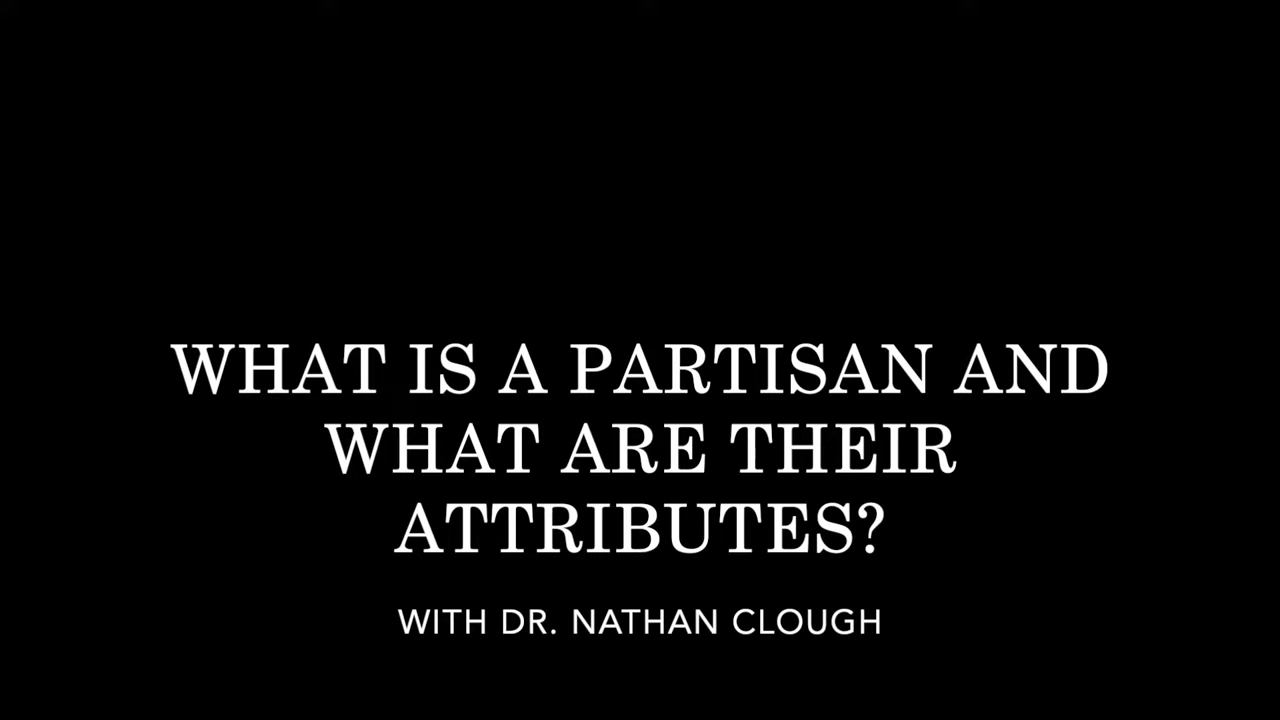 WHAT IS A PARTISAN AND
WHAT ARE THEIR
ATTRIBUTES?
WITH DR. NATHAN CLOUGH